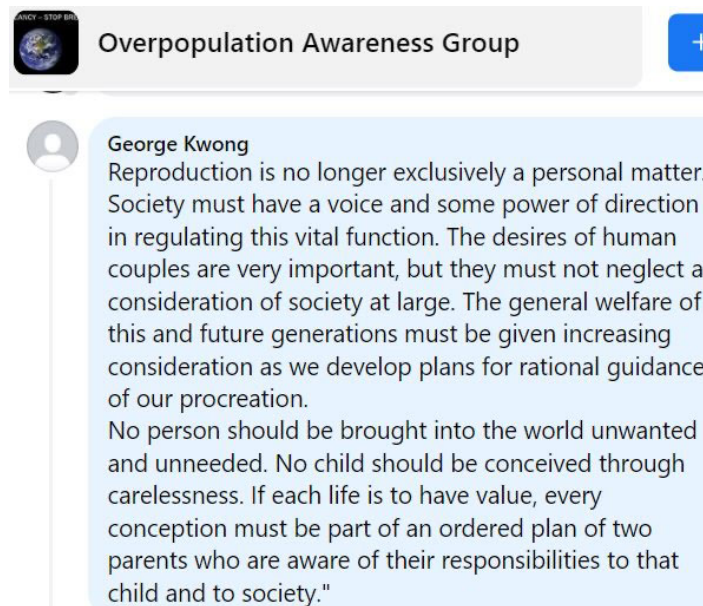 ANCY – STOP BRE
Overpopulation Awareness Group
+
George Kwong
Reproduction is no longer exclusively a personal matter.
Society must have a voice and some power of direction
in regulating this vital function. The desires of human
couples are very important, but they must not neglect a
consideration of society at large. The general welfare of
this and future generations must be given increasing
consideration as we develop plans for rational guidance
of our procreation.
No person should be brought into the world unwanted
and unneeded. No child should be conceived through
carelessness. If each life is to have value, every
conception must be part of an ordered plan of two
parents who are aware of their responsibilities to that
child and to society."